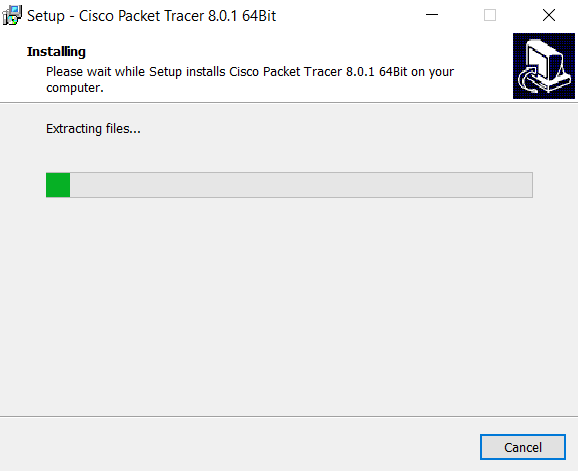 Setup - Cisco Packet Tracer 8.0.1 64Bit
Installing
Please wait while Setup installs Cisco Packet Tracer 8.0.1 64Bit on your
computer.
Extracting files...
Cancel